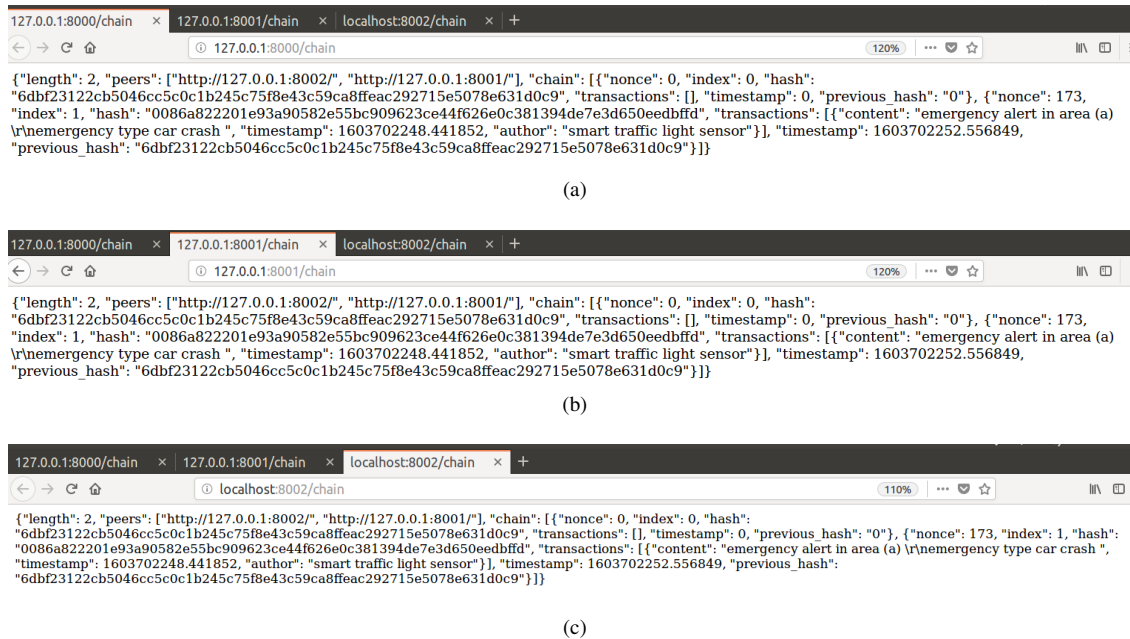 127.0.0.1:8000/chain × 127.0.0.1:8001/chain × localhost:8002/chain × +
127.0.0.1:8000/chain 120%
{"length": 2, "peers": ["http://127.0.0.1:8002/", "http://127.0.0.1:8001/"], "chain": [{"nonce": 0, "index": 0, "hash":
"6dbf23122cb5046cc5c0c1b245c75f8e43c59ca8ffeac292715e5078e631d0c9", "transactions": [], "timestamp": 0, "previous_hash": "0"}, {"nonce": 173,
"index": 1, "hash": "0086a822201e93a90582e55bc909623ce44f626e0c381394de7e3d650eedbffd", "transactions": [{"content": "emergency alert in area (a)
\r\nemergency type car crash ", "timestamp": 1603702248.441852, "author": "smart traffic light sensor"}], "timestamp": 1603702252.556849,
"previous_hash": "6dbf23122cb5046cc5c0c1b245c75f8e43c59ca8ffeac292715e5078e631d0c9"}]}
(a)
127.0.0.1:8000/chain × 127.0.0.1:8001/chain × localhost:8002/chain × +
127.0.0.1:8001/chain 120%
{"length": 2, "peers": ["http://127.0.0.1:8002/", "http://127.0.0.1:8001/"], "chain": [{"nonce": 0, "index": 0, "hash":
"6dbf23122cb5046cc5c0c1b245c75f8e43c59ca8ffeac292715e5078e631d0c9", "transactions": [], "timestamp": 0, "previous_hash": "0"}, {"nonce": 173,
"index": 1, "hash": "0086a822201e93a90582e55bc909623ce44f626e0c381394de7e3d650eedbffd", "transactions": [{"content": "emergency alert in area (a)
\r\nemergency type car crash ", "timestamp": 1603702248.441852, "author": "smart traffic light sensor"}], "timestamp": 1603702252.556849,
"previous_hash": "6dbf23122cb5046cc5c0c1b245c75f8e43c59ca8ffeac292715e5078e631d0c9"}]}
(b)
127.0.0.1:8000/chain × 127.0.0.1:8001/chain × localhost:8002/chain × +
localhost:8002/chain 110%
{"length": 2, "peers": ["http://127.0.0.1:8002/", "http://127.0.0.1:8001/"], "chain": [{"nonce": 0, "index": 0, "hash":
"6dbf23122cb5046cc5c0c1b245c75f8e43c59ca8ffeac292715e5078e631d0c9", "transactions": [], "timestamp": 0, "previous_hash": "0"}, {"nonce": 173, "index": 1, "hash":
"0086a822201e93a90582e55bc909623ce44f626e0c381394de7e3d650eedbffd", "transactions": [{"content": "emergency alert in area (a) \r\nemergency type car crash ",
"timestamp": 1603702248.441852, "author": "smart traffic light sensor"}], "timestamp": 1603702252.556849, "previous_hash":
"6dbf23122cb5046cc5c0c1b245c75f8e43c59ca8ffeac292715e5078e631d0c9"}]}
(c)